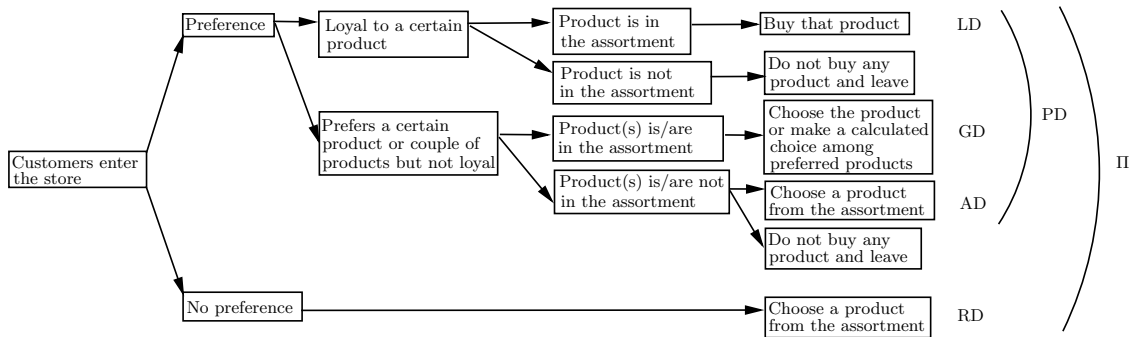 Preference
Loyal to a certain
product
Product is in
the assortment
Buy that product
LD
Product is not
in the assortment
Do not buy any
product and leave
Prefers a certain
product or couple of
products but not loyal
Product(s) is/are
in the assortment
Choose the product
or make a calculated
choice among
preferred products
GD
PD
Customers enter
the store
Product(s) is/are not
in the assortment
Choose a product
from the assortment
AD
Π
Do not buy any
product and leave
No preference
Choose a product
from the assortment
RD